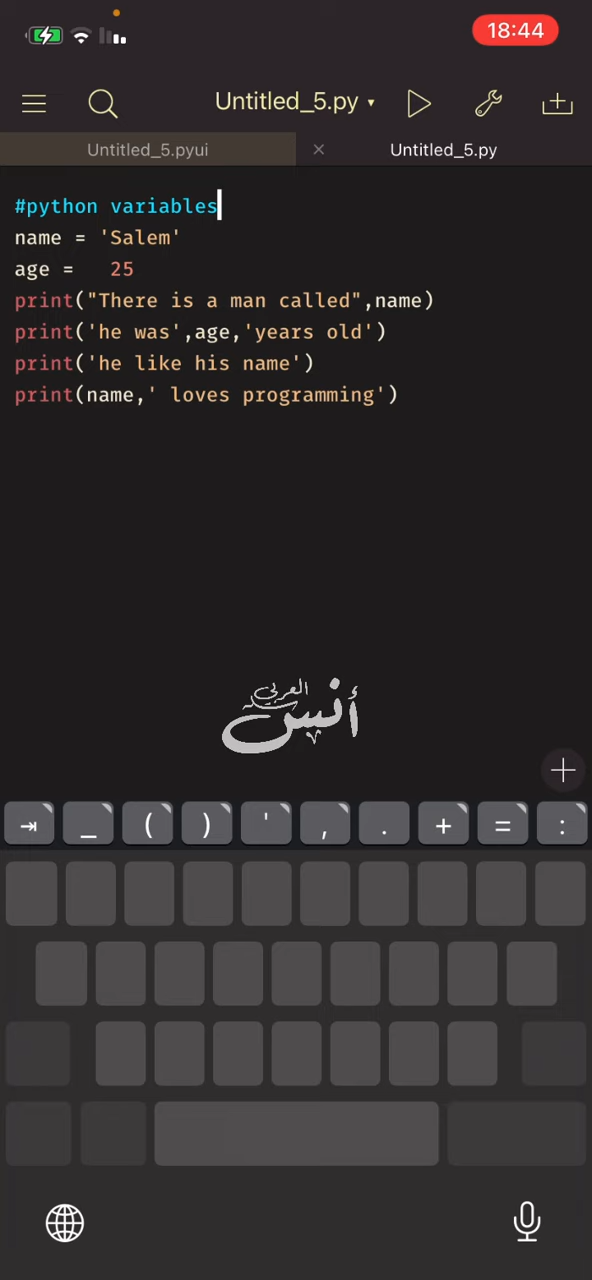 18:44
Untitled_5.py
Untitled_5.pyui
Untitled_5.py
#python variables
name = 'Salem'
age =   25
print("There is a man called",name)
print('he was',age,'years old')
print('he like his name')
print(name,' loves programming')
أنس العربي
⇥ _ ( ) ' , . + = :